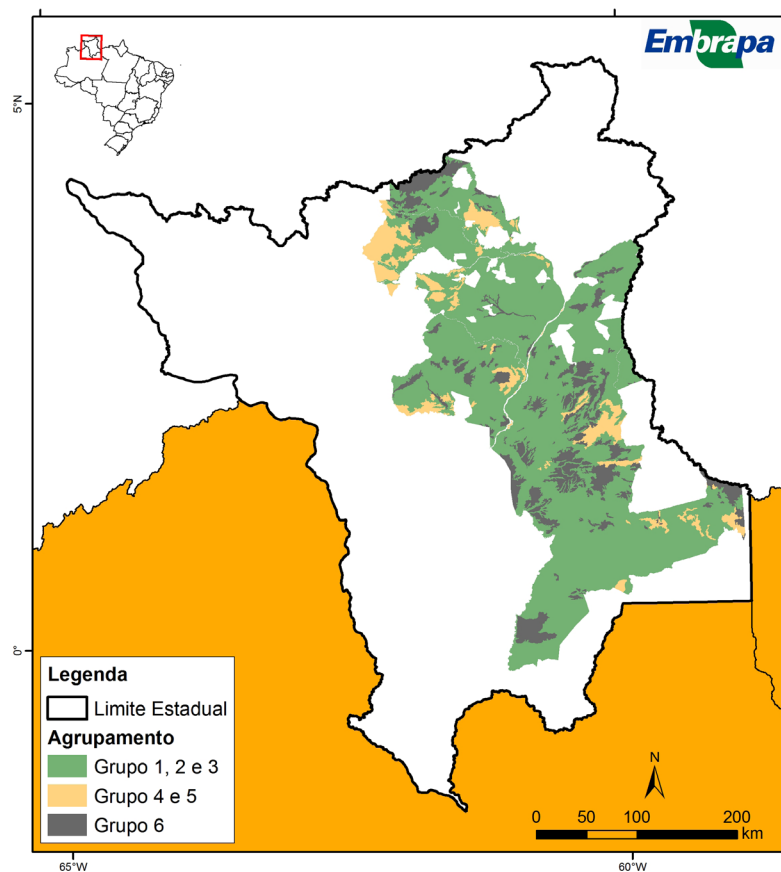 Embrapa
5°N
0°
Legenda
Limite Estadual
Agrupamento
Grupo 1, 2 e 3
Grupo 4 e 5
Grupo 6
N
0 50 100 200
km
65°W 60°W